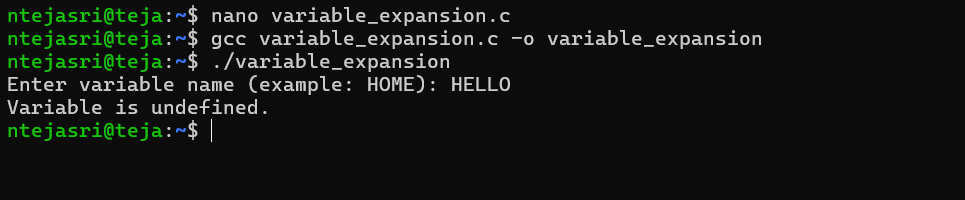 ntejasri@teja:~$ nano variable_expansion.c
ntejasri@teja:~$ gcc variable_expansion.c -o variable_expansion
ntejasri@teja:~$ ./variable_expansion
Enter variable name (example: HOME): HELLO
Variable is undefined.
ntejasri@teja:~$